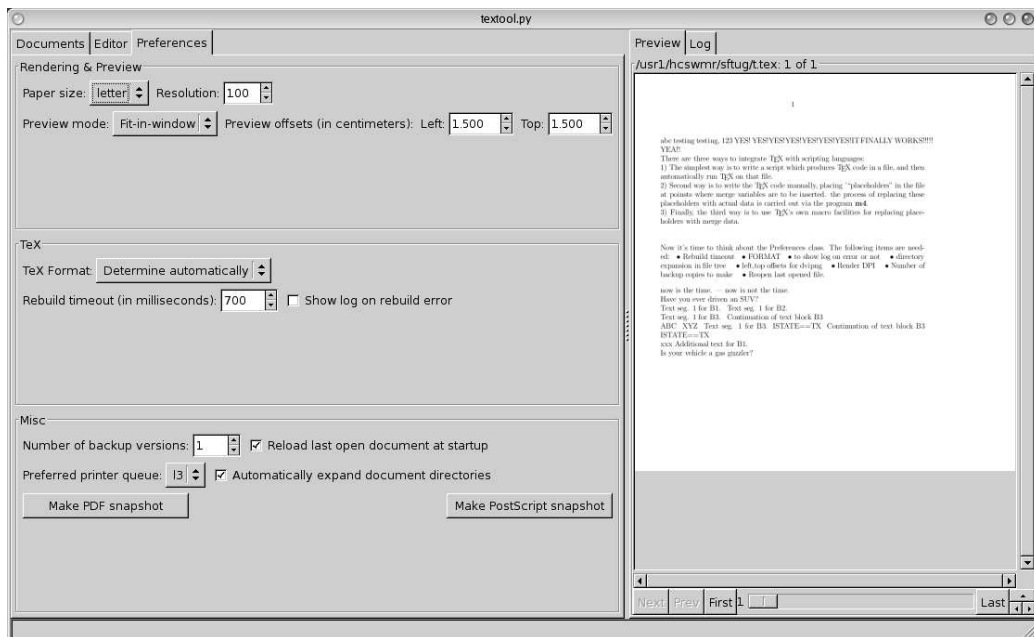 textool.py
Documents Editor Preferences
Rendering & Preview
Paper size: letter Resolution: 100
Preview mode: Fit-in-window Preview offsets (in centimeters): Left: 1.500 Top: 1.500
TeX
TeX Format: Determine automatically
Rebuild timeout (in milliseconds): 700 Show log on rebuild error
Misc
Number of backup versions: 1 Reload last open document at startup
Preferred printer queue: l3 Automatically expand document directories
Make PDF snapshot Make PostScript snapshot
Preview Log
/usr1/hcswmr/sftug/t.tex: 1 of 1
1
abc testing testing, 123 YES! YES!YES!YES!YES!YES!YES!IT FINALLY WORKS!!!!!
YEA!!
There are three ways to integrate TEX with scripting languages:
1) The simplest way is to write a script which produces TEX code in a file, and then
automatically run TEX on that file.
2) Second way is to write the TEX code manually, placing "placeholders" in the file
at poinsts where merge variables are to be inserted. the process of replacing these
placeholders with actual data is carried out via the program m4.
3) Finally, the third way is to use TEX's own macro facilities for replacing place-
holders with merge data.
Now it's time to think about the Preferences class. The following items are need-
ed: • Rebuild timeout • FORMAT • to show log on error or not • directory
expansion in file tree • left,top offsets for dvipng • Render DPI • Number of
backup copies to make • Reopen last opened file.
now is the time. — now is not the time.
Have you ever driven an SUV?
Text seg. 1 for B1. Text seg. 1 for B2.
Text seg. 1 for B3. Continuation of text block B3
ABC XYZ Text seg. 1 for B3. ISTATE==TX Continuation of text block B3
ISTATE==TX
xxx Additional text for B1.
Is your vehicle a gas guzzler?
Next Prev First 1 Last